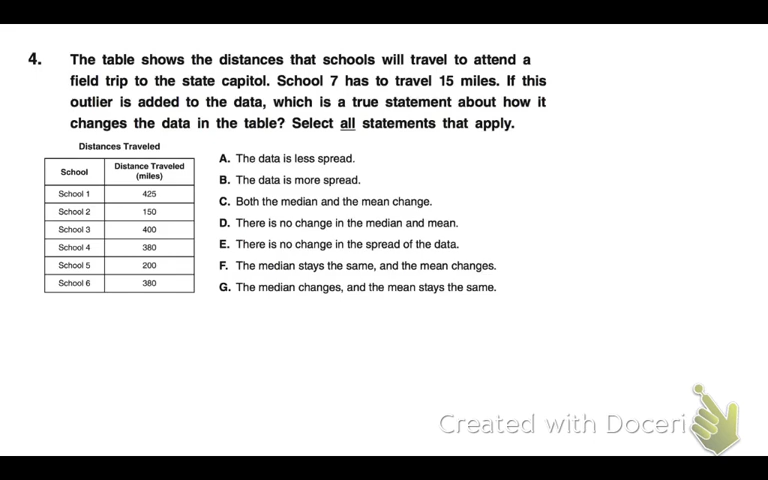 4. The table shows the distances that schools will travel to attend a
field trip to the state capitol. School 7 has to travel 15 miles. If this
outlier is added to the data, which is a true statement about how it
changes the data in the table? Select all statements that apply.
Distances Traveled
School Distance Traveled (miles)
School 1 425
School 2 150
School 3 400
School 4 380
School 5 200
School 6 380
A. The data is less spread.
B. The data is more spread.
C. Both the median and the mean change.
D. There is no change in the median and mean.
E. There is no change in the spread of the data.
F. The median stays the same, and the mean changes.
G. The median changes, and the mean stays the same.
Created with Doceri